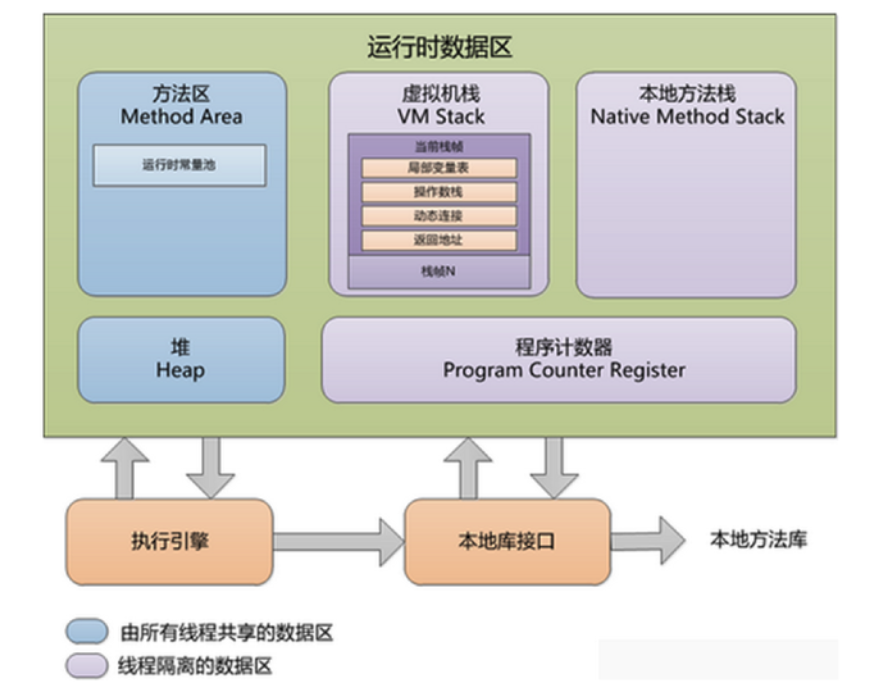 运行时数据区
方法区
Method Area
运行时常量池
虚拟机栈
VM Stack
当前栈帧
局部变量表
操作数栈
动态连接
返回地址
栈帧N
本地方法栈
Native Method Stack
堆
Heap
程序计数器
Program Counter Register
执行引擎
本地库接口
本地方法库
由所有线程共享的数据区
线程隔离的数据区